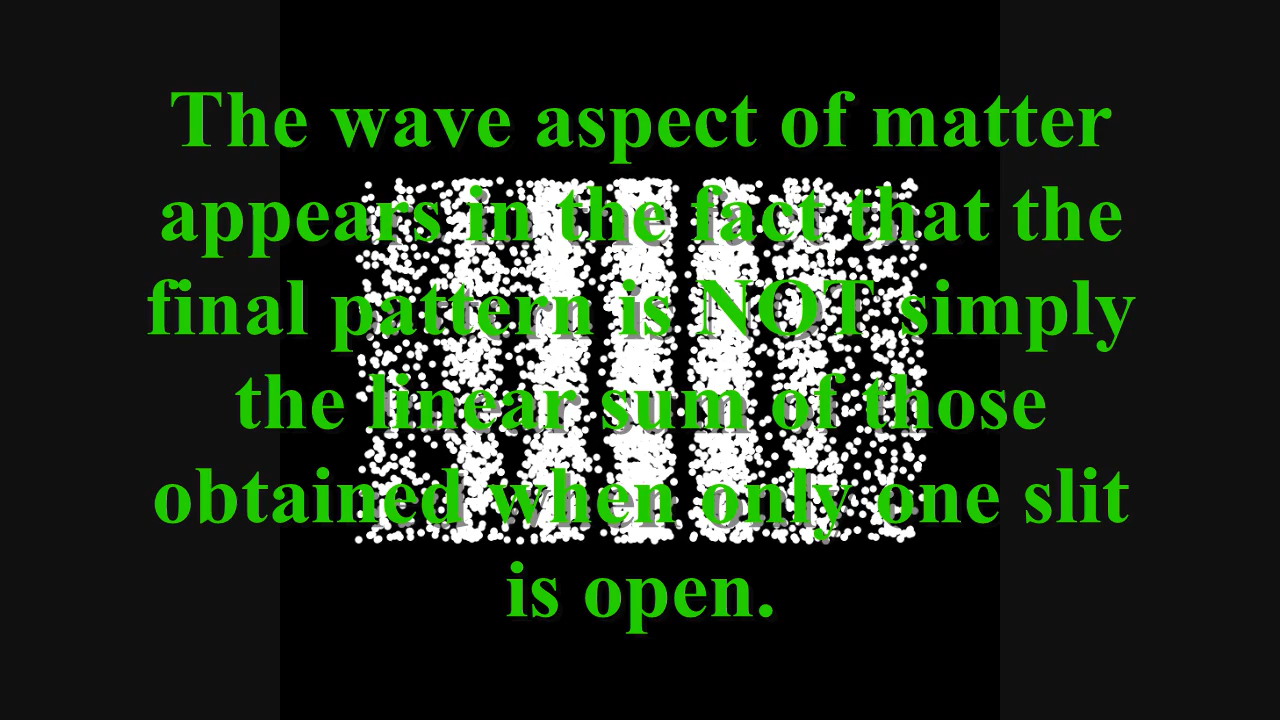 The wave aspect of matter
appears in the fact that the
final pattern is NOT simply
the linear sum of those
obtained when only one slit
is open.